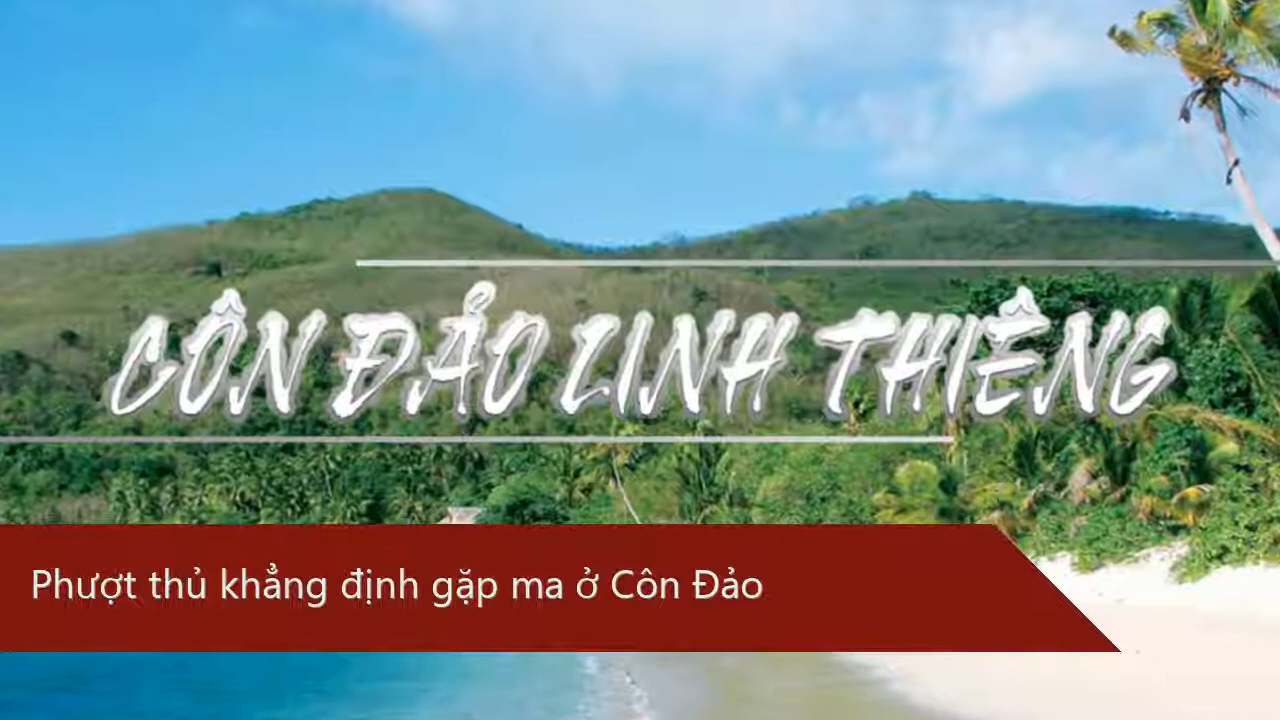 CÔN ĐẢO LINH THIÊNG
Phượt thủ khẳng định gặp ma ở Côn Đảo